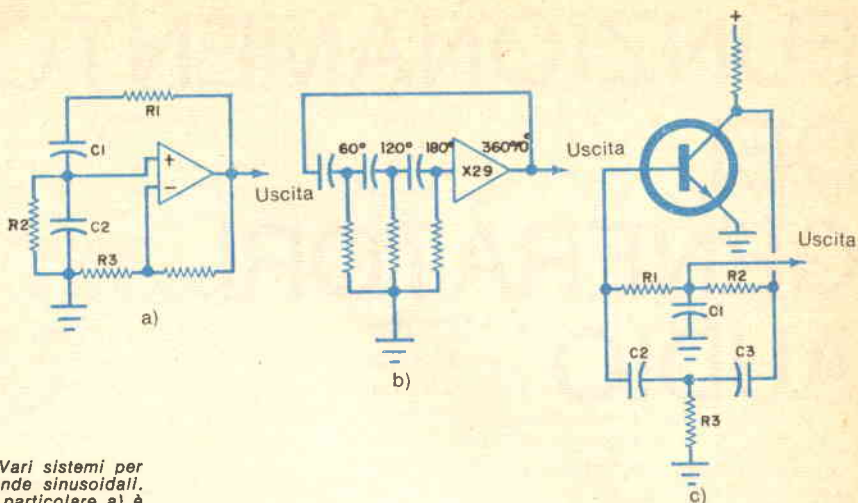 R1
C1
R2
C2
R3
+
−
Uscita
a)
60°
120°
180°
X29
360°/0°
Uscita
b)
+
Uscita
R1
R2
C1
C2
C3
R3
c)
Vari sistemi per
nde sinusoidali.
particolare a) è